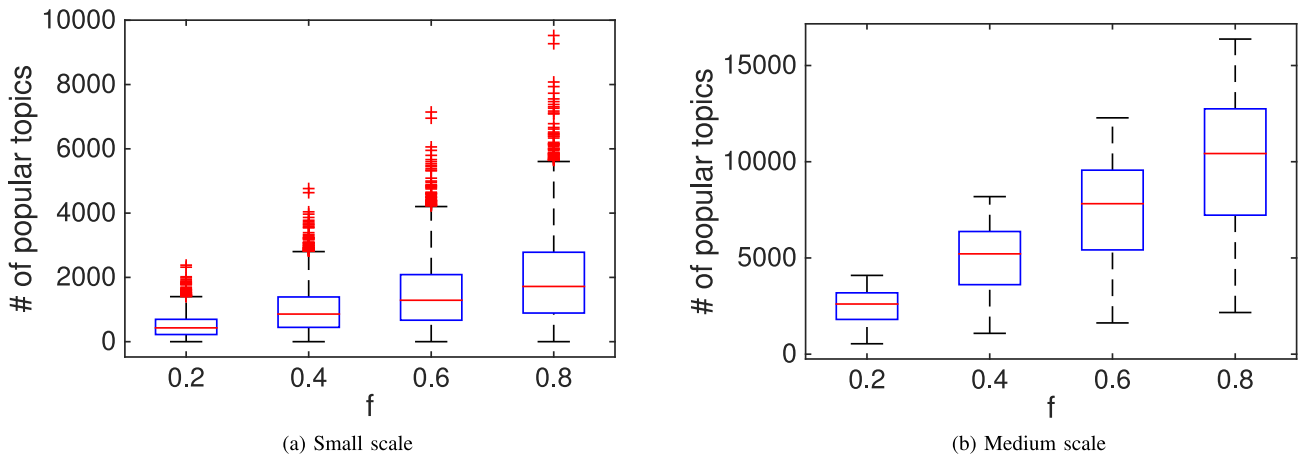 10000
8000
6000
4000
2000
0
# of popular topics
0.2 0.4 0.6 0.8
f
(a) Small scale
15000
10000
5000
0
# of popular topics
0.2 0.4 0.6 0.8
f
(b) Medium scale